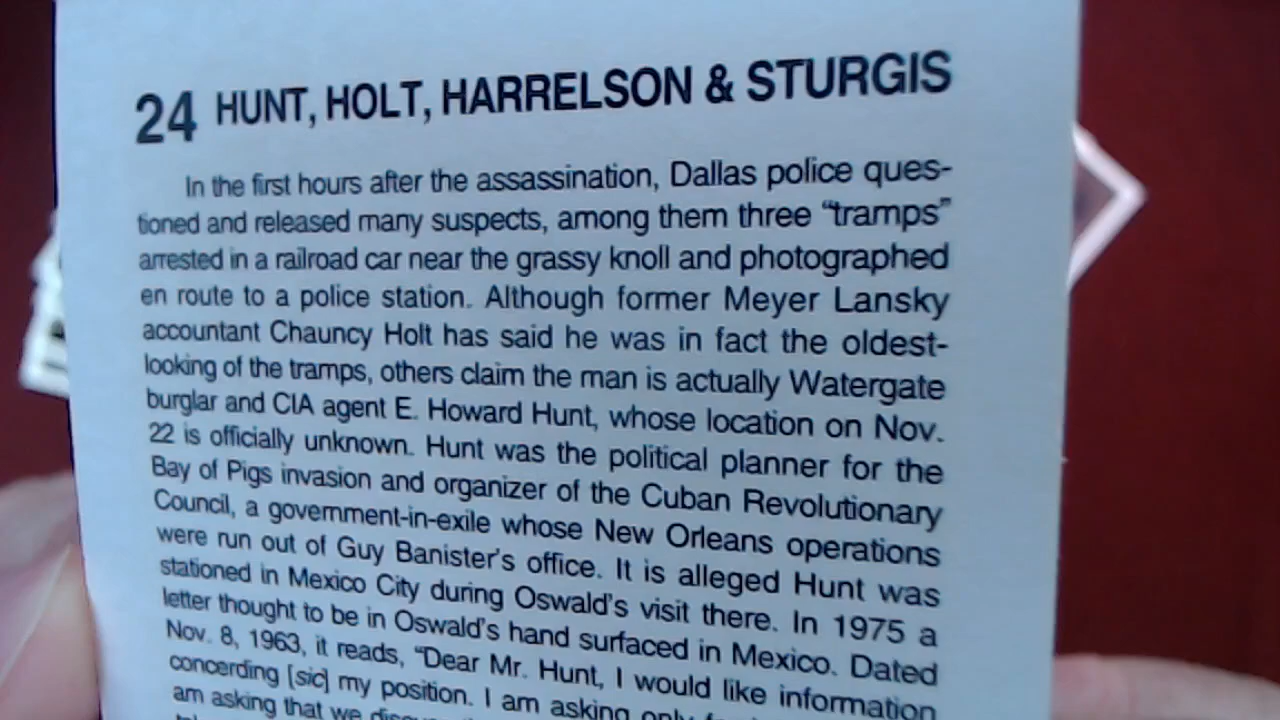 24 HUNT, HOLT, HARRELSON & STURGIS
In the first hours after the assassination, Dallas police ques-
tioned and released many suspects, among them three “tramps”
arrested in a railroad car near the grassy knoll and photographed
en route to a police station. Although former Meyer Lansky
accountant Chauncy Holt has said he was in fact the oldest-
looking of the tramps, others claim the man is actually Watergate
burglar and CIA agent E. Howard Hunt, whose location on Nov.
22 is officially unknown. Hunt was the political planner for the
Bay of Pigs invasion and organizer of the Cuban Revolutionary
Council, a government-in-exile whose New Orleans operations
were run out of Guy Banister's office. It is alleged Hunt was
stationed in Mexico City during Oswald's visit there. In 1975 a
letter thought to be in Oswald's hand surfaced in Mexico. Dated
Nov. 8, 1963, it reads, “Dear Mr. Hunt, I would like information
concerding [sic] my position. I am asking only
am asking that we